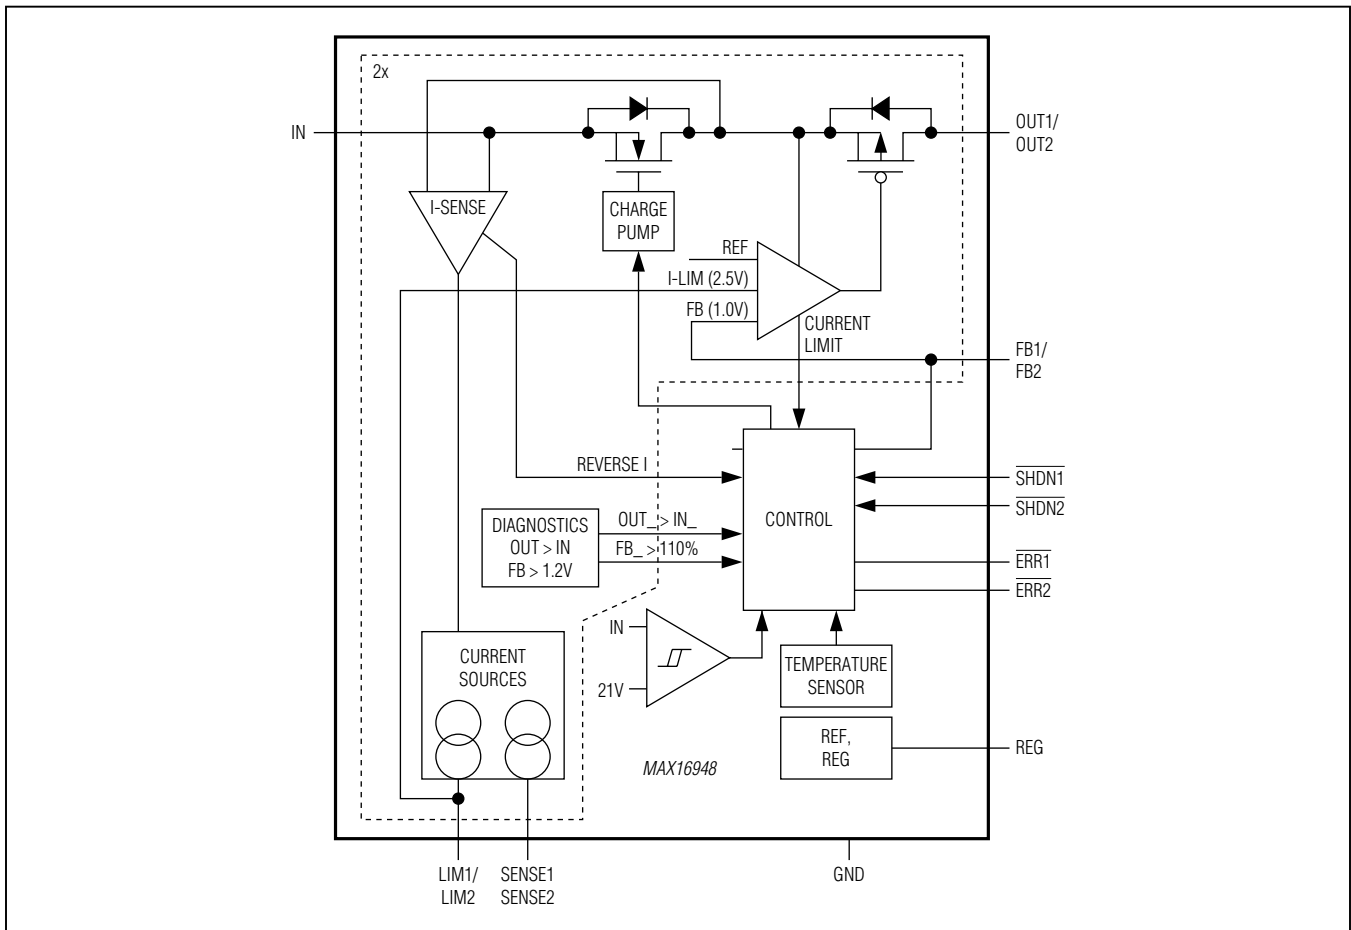 2x
IN
OUT1/
OUT2
I-SENSE
CHARGE
PUMP
REF
I-LIM (2.5V)
FB (1.0V)
CURRENT
LIMIT
FB1/
FB2
REVERSE I
SHDN1
SHDN2
CONTROL
DIAGNOSTICS
OUT > IN
FB > 1.2V
OUT_ > IN_
FB_ > 110%
ERR1
ERR2
IN
21V
CURRENT
SOURCES
TEMPERATURE
SENSOR
REF,
REG
REG
MAX16948
LIM1/
LIM2
SENSE1
SENSE2
GND